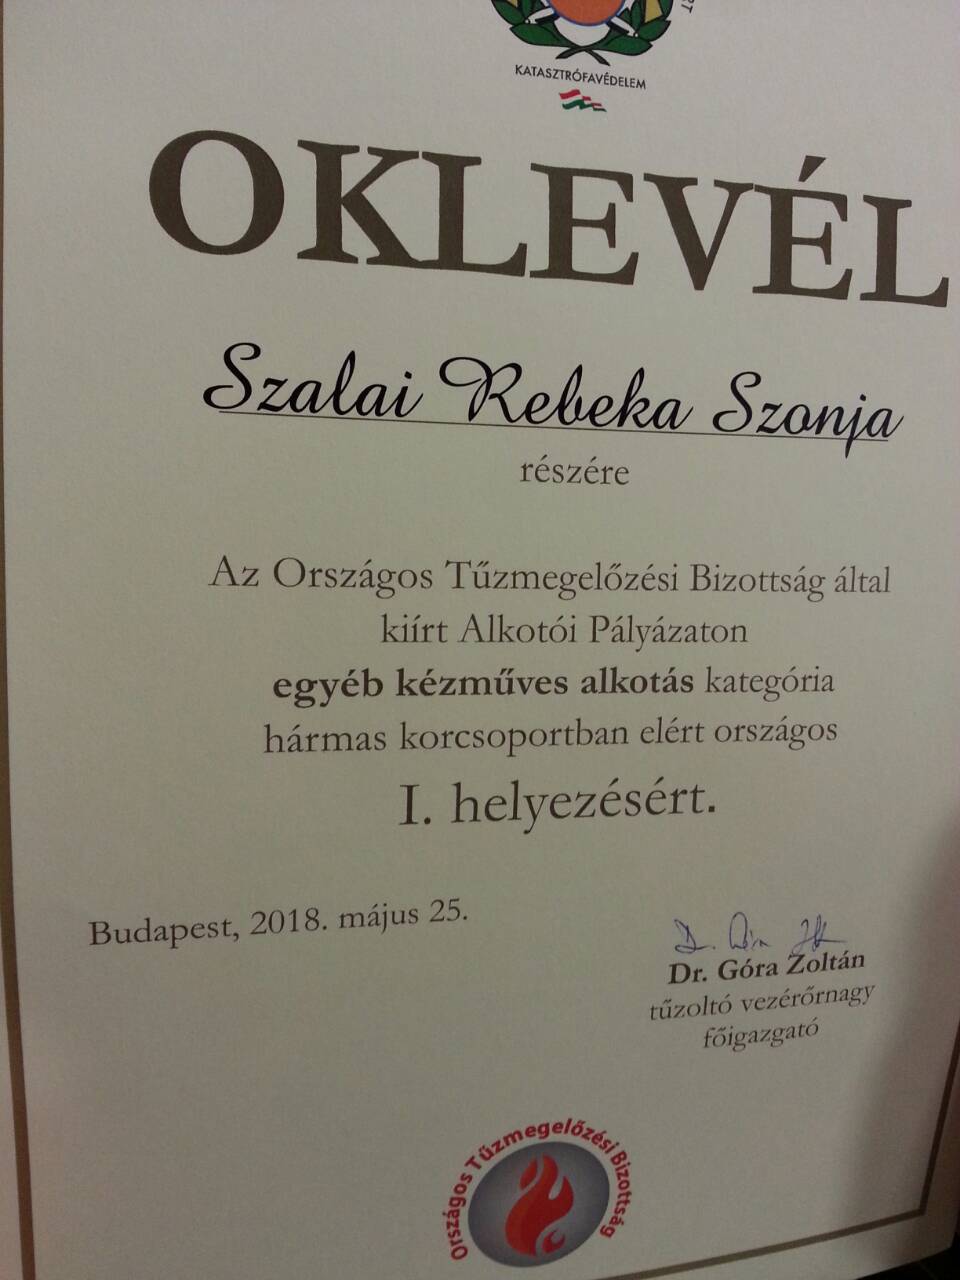 KATASZTRÓFAVÉDELEM
OKLEVÉL
Szalai Rebeka Szonja
részére
Az Országos Tűzmegelőzési Bizottság által
kiírt Alkotói Pályázaton
egyéb kézműves alkotás kategória
hármas korcsoportban elért országos
I. helyezésért.
Budapest, 2018. május 25.
Dr. Góra Zoltán
tűzoltó vezérőrnagy
főigazgató
Országos Tűzmegelőzési Bizottság